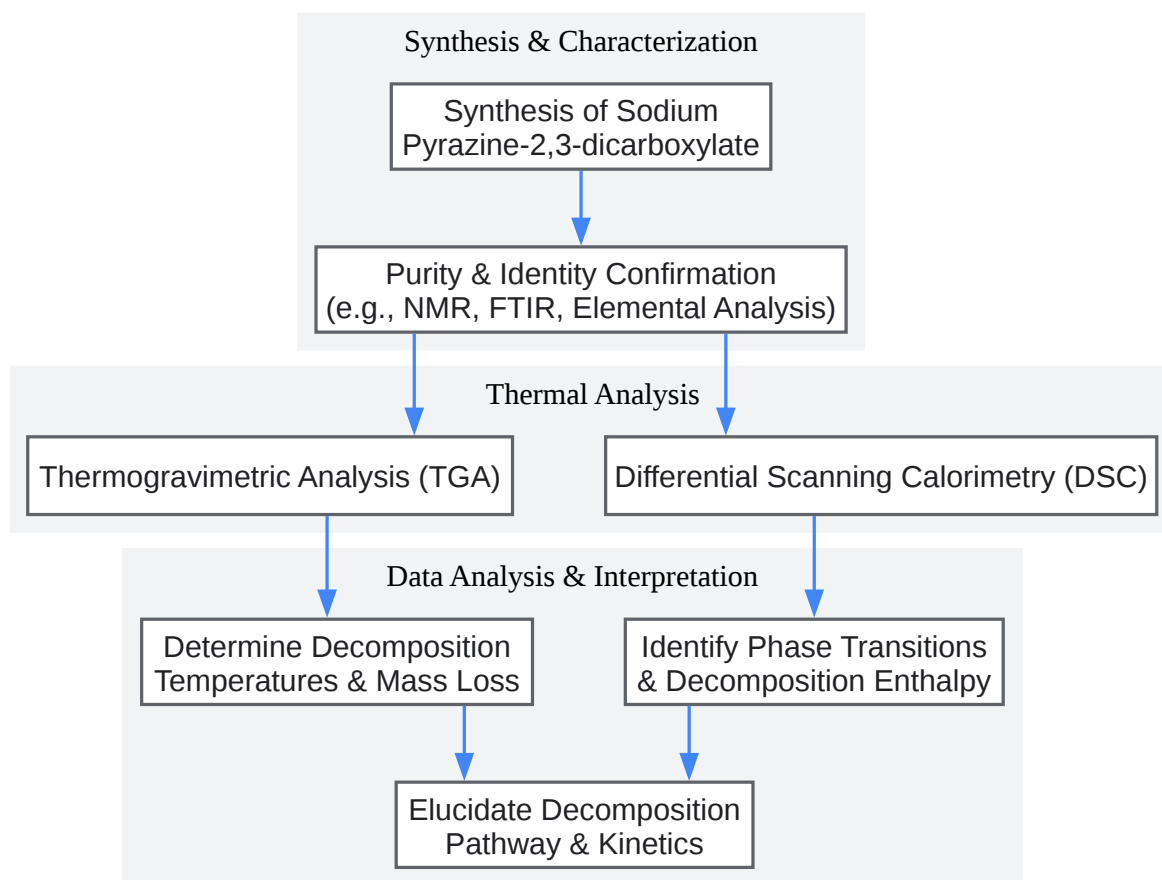 Synthesis & Characterization
Synthesis of Sodium
Pyrazine-2,3-dicarboxylate
Purity & Identity Confirmation
(e.g., NMR, FTIR, Elemental Analysis)
Thermal Analysis
Thermogravimetric Analysis (TGA)
Differential Scanning Calorimetry (DSC)
Data Analysis & Interpretation
Determine Decomposition
Temperatures & Mass Loss
Identify Phase Transitions
& Decomposition Enthalpy
Elucidate Decomposition
Pathway & Kinetics